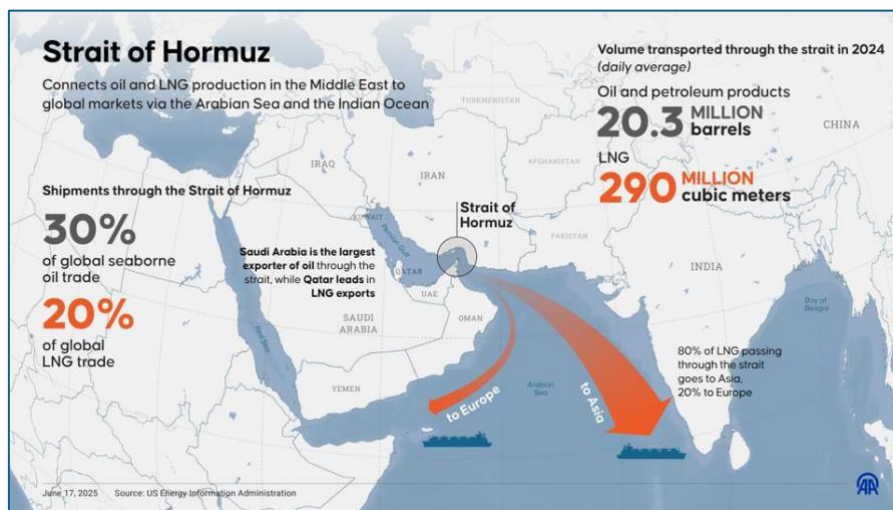 Strait of Hormuz
Connects oil and LNG production in the Middle East to
global markets via the Arabian Sea and the Indian Ocean
Volume transported through the strait in 2024
(daily average)
Oil and petroleum products
20.3 MILLION
barrels
LNG
290 MILLION
cubic meters
Shipments through the Strait of Hormuz
30%
of global seaborne
oil trade
20%
of global
LNG trade
Saudi Arabia is the largest
exporter of oil through the
strait, while Qatar leads in
LNG exports
Strait of
Hormuz
TURKMENISTAN
CHINA
AFGHANISTAN
IRAQ
IRAN
KUWAIT
Persian Gulf
PAKISTAN
QATAR
UAE
INDIA
SAUDI
ARABIA
OMAN
Red Sea
YEMEN
Arabian
Sea
Bay of
Bengal
to Europe
to Asia
80% of LNG passing
through the strait
goes to Asia,
20% to Europe
June 17, 2025 Source: US Energy Information Administration
AA